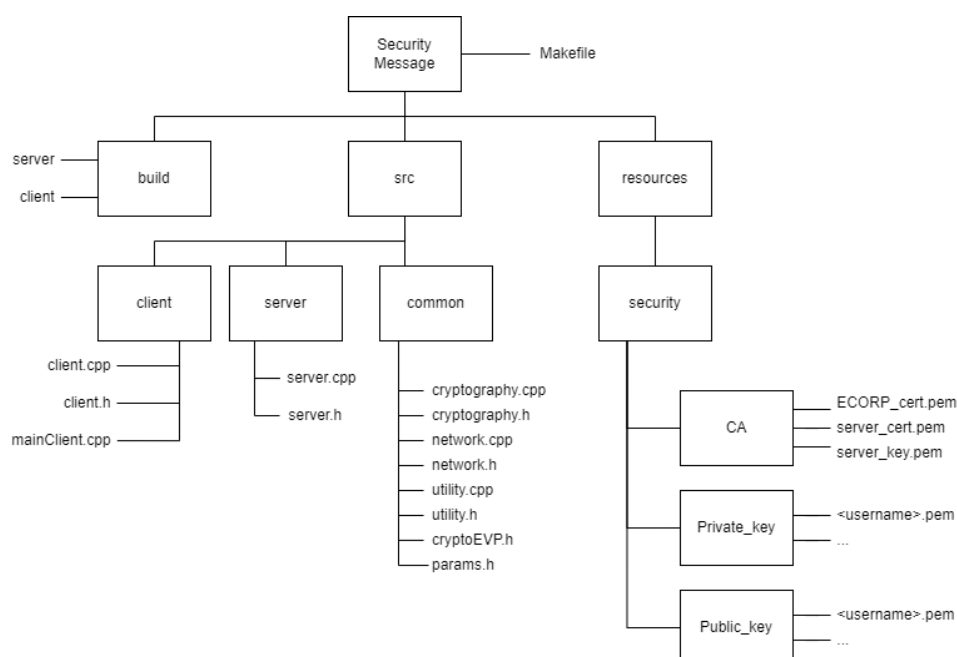 Security
Message
Makefile
server
client
build
src
resources
client
server
common
security
client.cpp
client.h
mainClient.cpp
server.cpp
server.h
cryptography.cpp
cryptography.h
network.cpp
network.h
utility.cpp
utility.h
cryptoEVP.h
params.h
CA
ECORP_cert.pem
server_cert.pem
server_key.pem
Private_key
<username>.pem
...
Public_key
<username>.pem
...